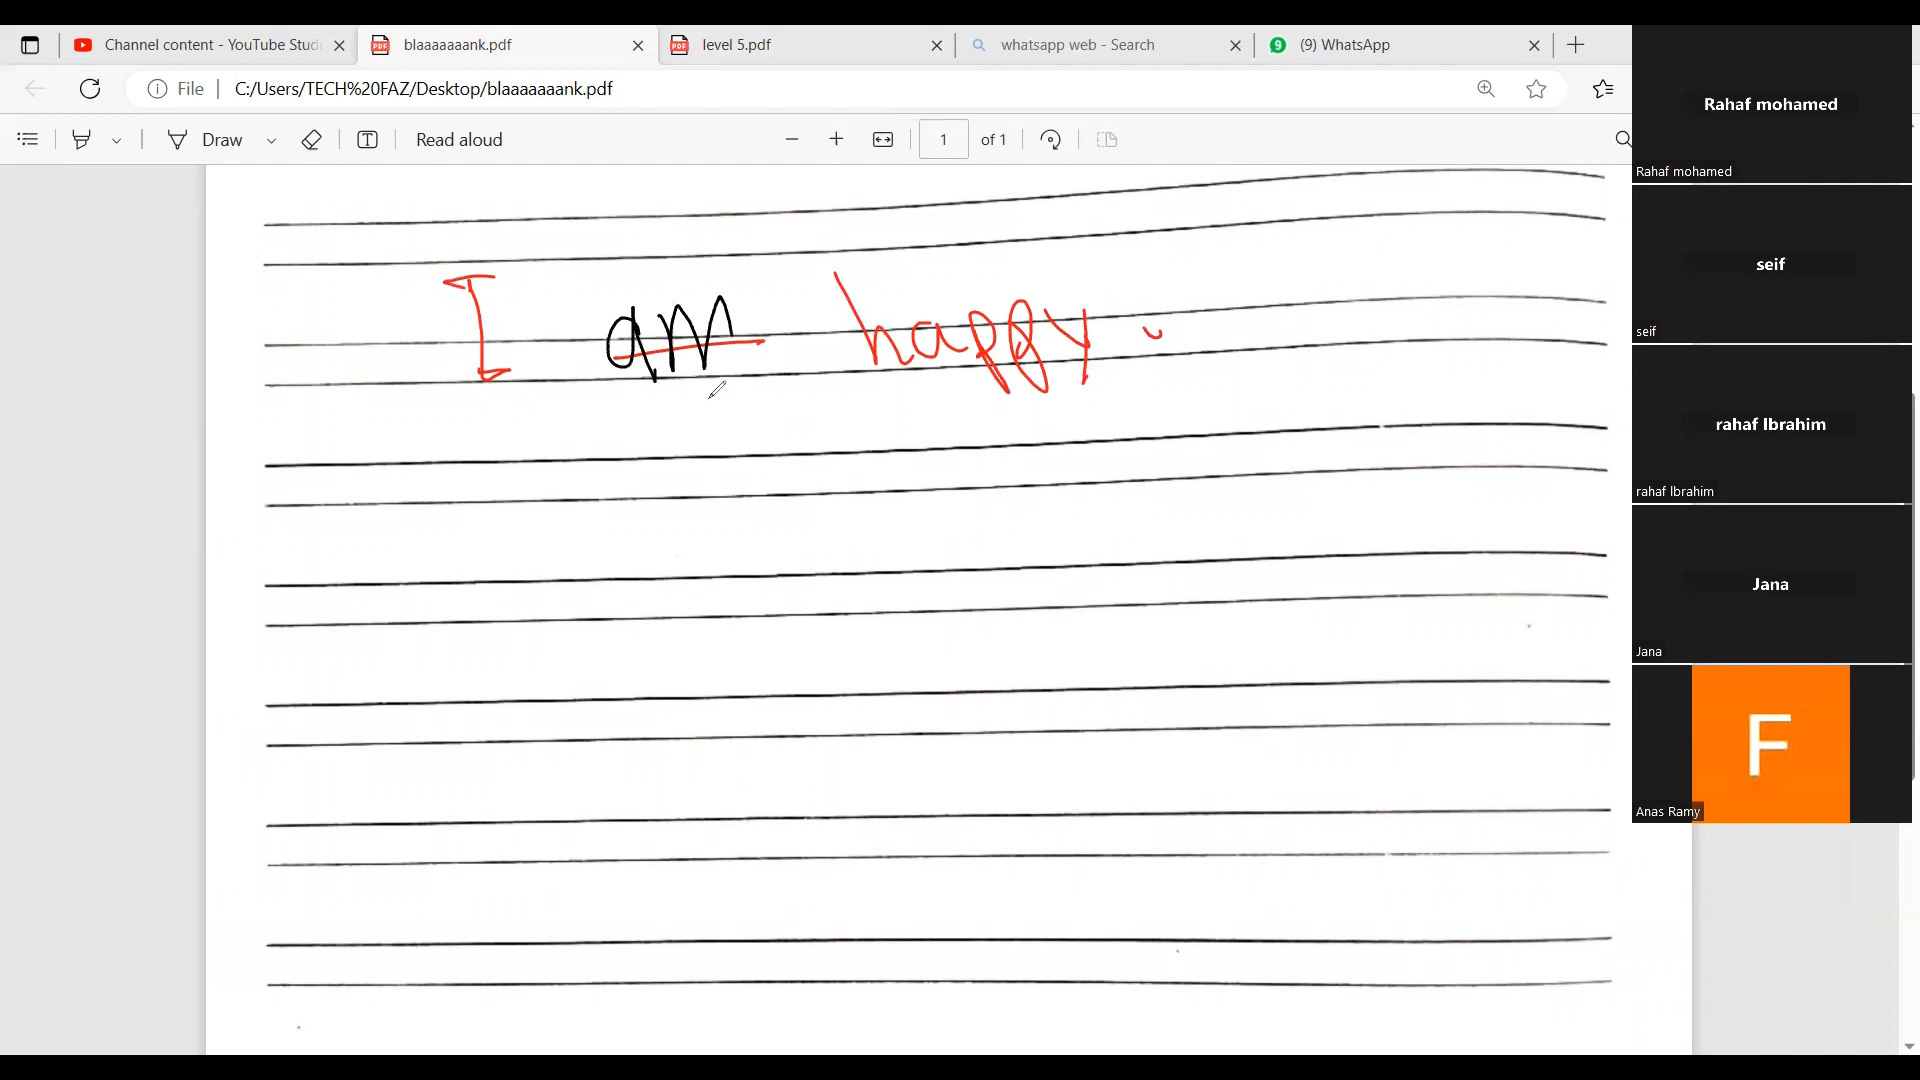 Channel content - YouTube Studi
blaaaaaaank.pdf
level 5.pdf
whatsapp web - Search
(9) WhatsApp
File
C:/Users/TECH%20FAZ/Desktop/blaaaaaaank.pdf
Draw
Read aloud
1
of 1
I am happy .
Rahaf mohamed
Rahaf mohamed
seif
seif
rahaf Ibrahim
rahaf Ibrahim
Jana
Jana
F
Anas Ramy